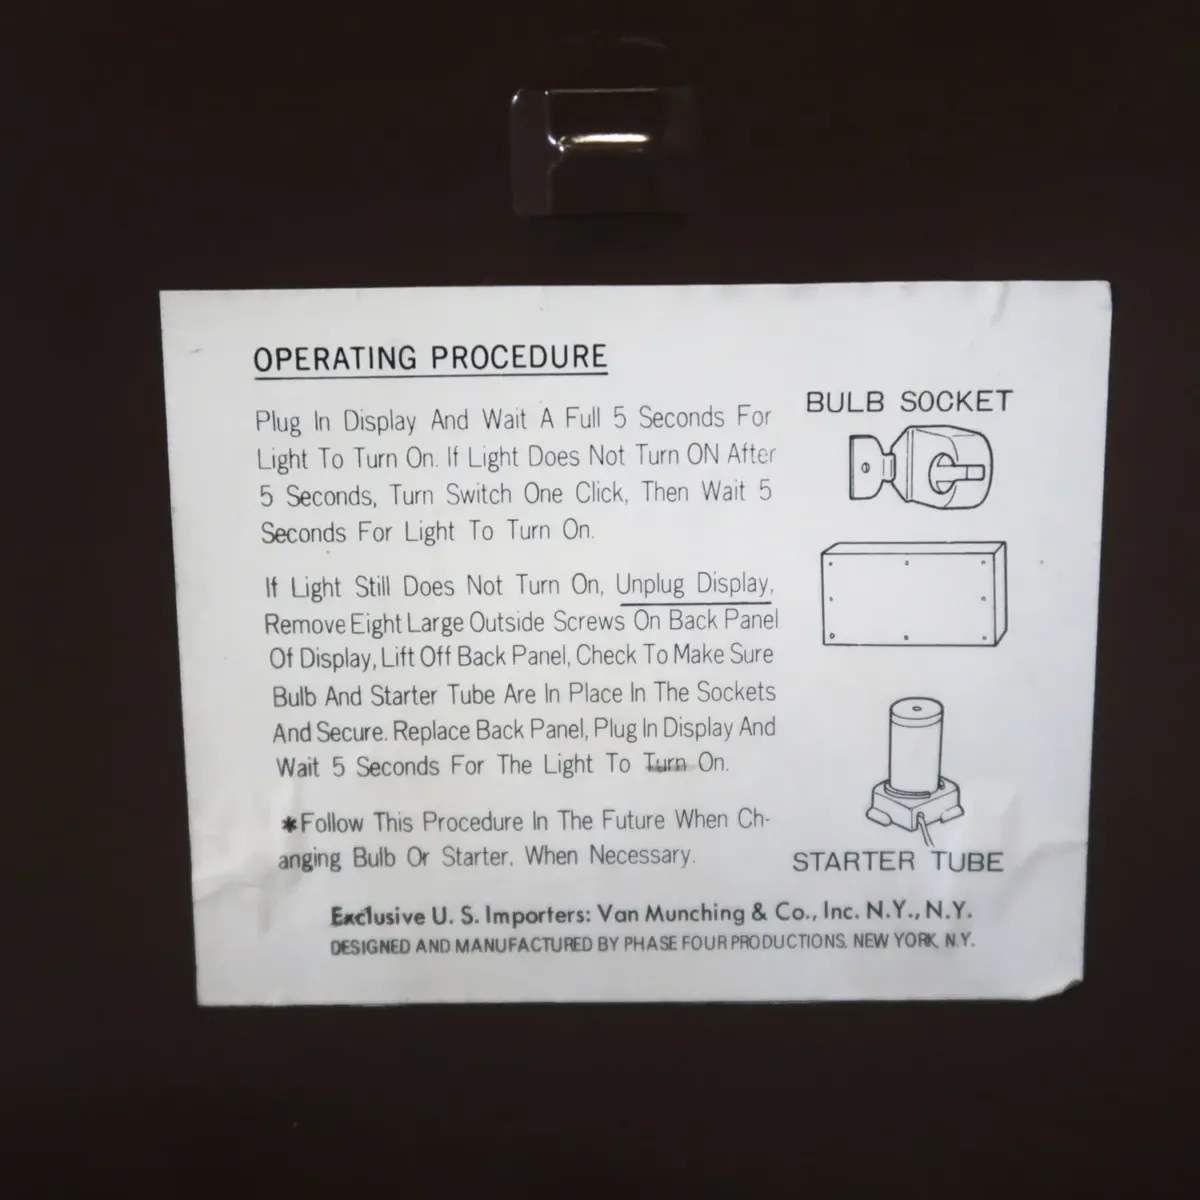 OPERATING PROCEDURE
Plug In Display And Wait A Full 5 Seconds For
Light To Turn On. If Light Does Not Turn ON After
5 Seconds, Turn Switch One Click, Then Wait 5
Seconds For Light To Turn On.
If Light Still Does Not Turn On, Unplug Display,
Remove Eight Large Outside Screws On Back Panel
Of Display, Lift Off Back Panel, Check To Make Sure
Bulb And Starter Tube Are In Place In The Sockets
And Secure. Replace Back Panel, Plug In Display And
Wait 5 Seconds For The Light To Turn On.
*Follow This Procedure In The Future When Ch-
anging Bulb Or Starter. When Necessary.
BULB SOCKET
STARTER TUBE
Exclusive U. S. Importers: Van Munching & Co., Inc. N.Y., N.Y.
DESIGNED AND MANUFACTURED BY PHASE FOUR PRODUCTIONS. NEW YORK, N.Y.